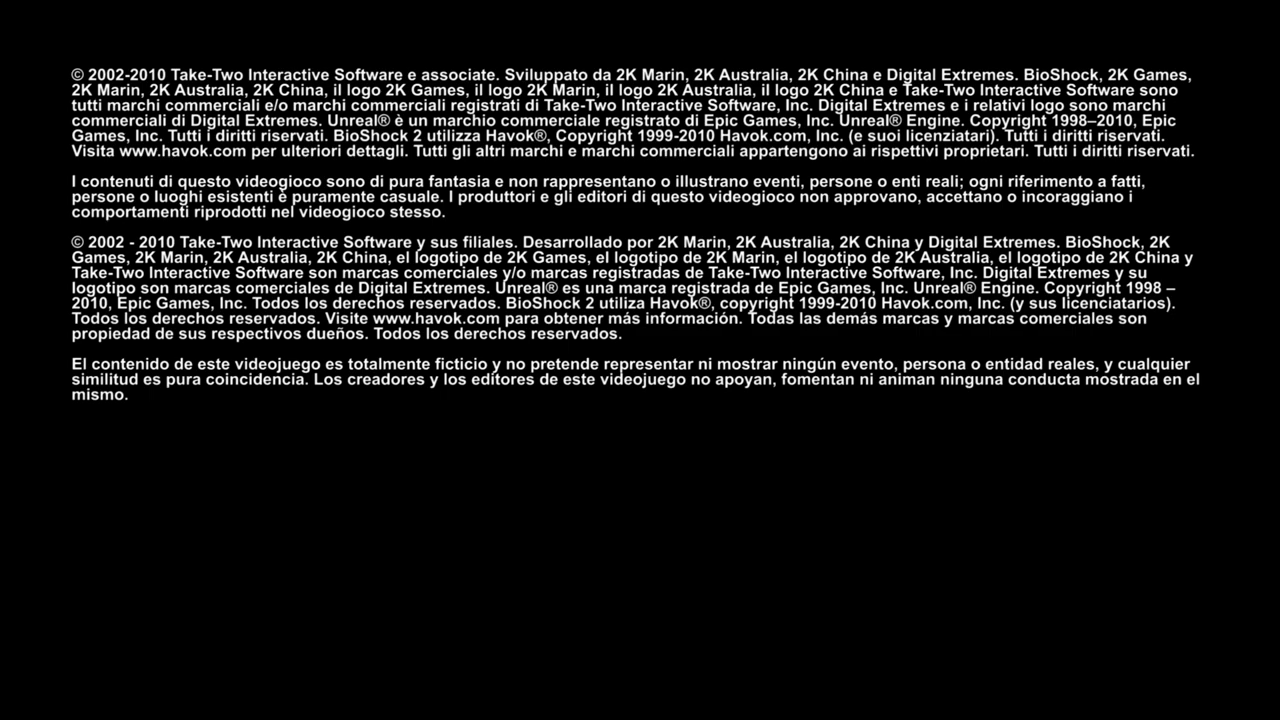 © 2002-2010 Take-Two Interactive Software e associate. Sviluppato da 2K Marin, 2K Australia, 2K China e Digital Extremes. BioShock, 2K Games,
2K Marin, 2K Australia, 2K China, il logo 2K Games, il logo 2K Marin, il logo 2K Australia, il logo 2K China e Take-Two Interactive Software sono
tutti marchi commerciali e/o marchi commerciali registrati di Take-Two Interactive Software, Inc. Digital Extremes e i relativi logo sono marchi
commerciali di Digital Extremes. Unreal® è un marchio commerciale registrato di Epic Games, Inc. Unreal® Engine. Copyright 1998–2010, Epic
Games, Inc. Tutti i diritti riservati. BioShock 2 utilizza Havok®, Copyright 1999-2010 Havok.com, Inc. (e suoi licenziatari). Tutti i diritti riservati.
Visita www.havok.com per ulteriori dettagli. Tutti gli altri marchi e marchi commerciali appartengono ai rispettivi proprietari. Tutti i diritti riservati.
I contenuti di questo videogioco sono di pura fantasia e non rappresentano o illustrano eventi, persone o enti reali; ogni riferimento a fatti,
persone o luoghi esistenti è puramente casuale. I produttori e gli editori di questo videogioco non approvano, accettano o incoraggiano i
comportamenti riprodotti nel videogioco stesso.
© 2002 - 2010 Take-Two Interactive Software y sus filiales. Desarrollado por 2K Marin, 2K Australia, 2K China y Digital Extremes. BioShock, 2K
Games, 2K Marin, 2K Australia, 2K China, el logotipo de 2K Games, el logotipo de 2K Marin, el logotipo de 2K Australia, el logotipo de 2K China y
Take-Two Interactive Software son marcas comerciales y/o marcas registradas de Take-Two Interactive Software, Inc. Digital Extremes y su
logotipo son marcas comerciales de Digital Extremes. Unreal® es una marca registrada de Epic Games, Inc. Unreal® Engine. Copyright 1998 –
2010, Epic Games, Inc. Todos los derechos reservados. BioShock 2 utiliza Havok®, copyright 1999-2010 Havok.com, Inc. (y sus licenciatarios).
Todos los derechos reservados. Visite www.havok.com para obtener más información. Todas las demás marcas y marcas comerciales son
propiedad de sus respectivos dueños. Todos los derechos reservados.
El contenido de este videojuego es totalmente ficticio y no pretende representar ni mostrar ningún evento, persona o entidad reales, y cualquier
similitud es pura coincidencia. Los creadores y los editores de este videojuego no apoyan, fomentan ni animan ninguna conducta mostrada en el
mismo.